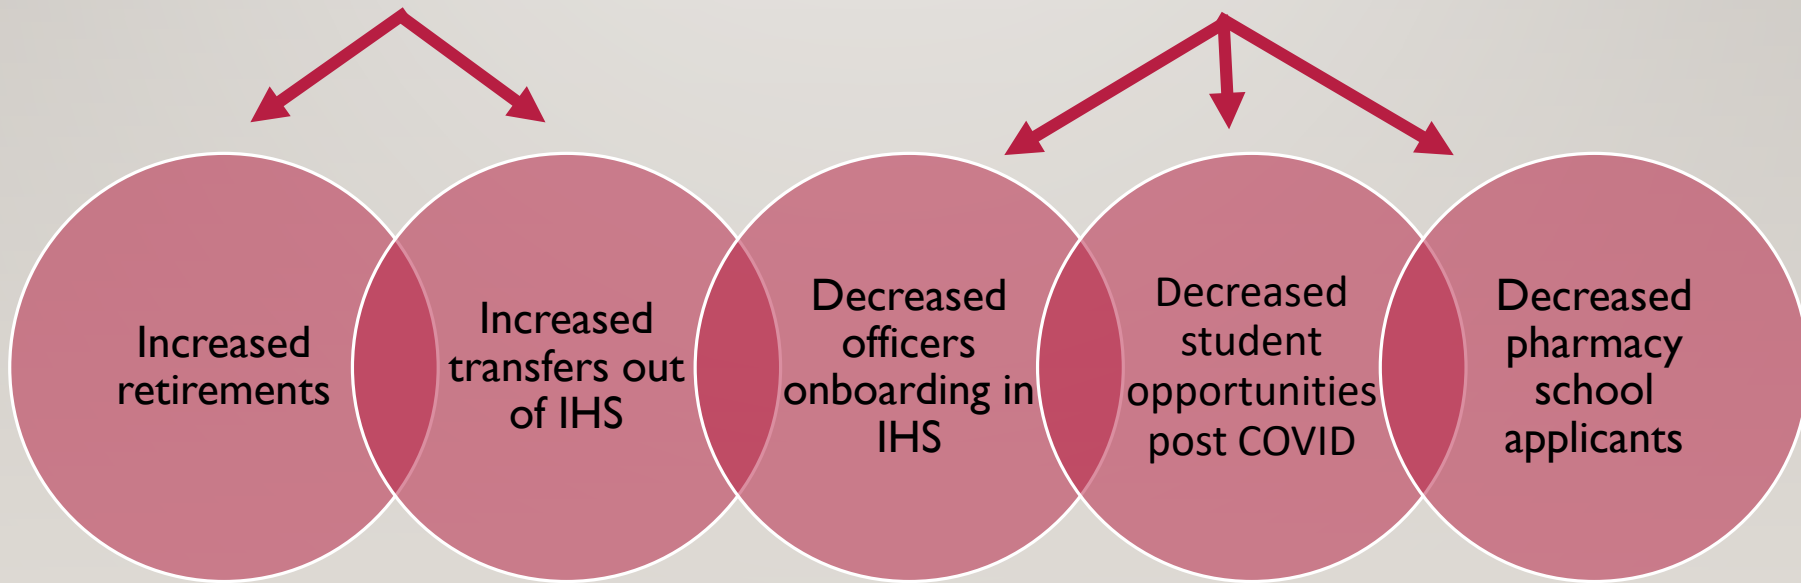 Increased
retirements
Increased
transfers out
of IHS
Decreased
officers
onboarding in
IHS
Decreased
student
opportunities
post COVID
Decreased
pharmacy
school
applicants